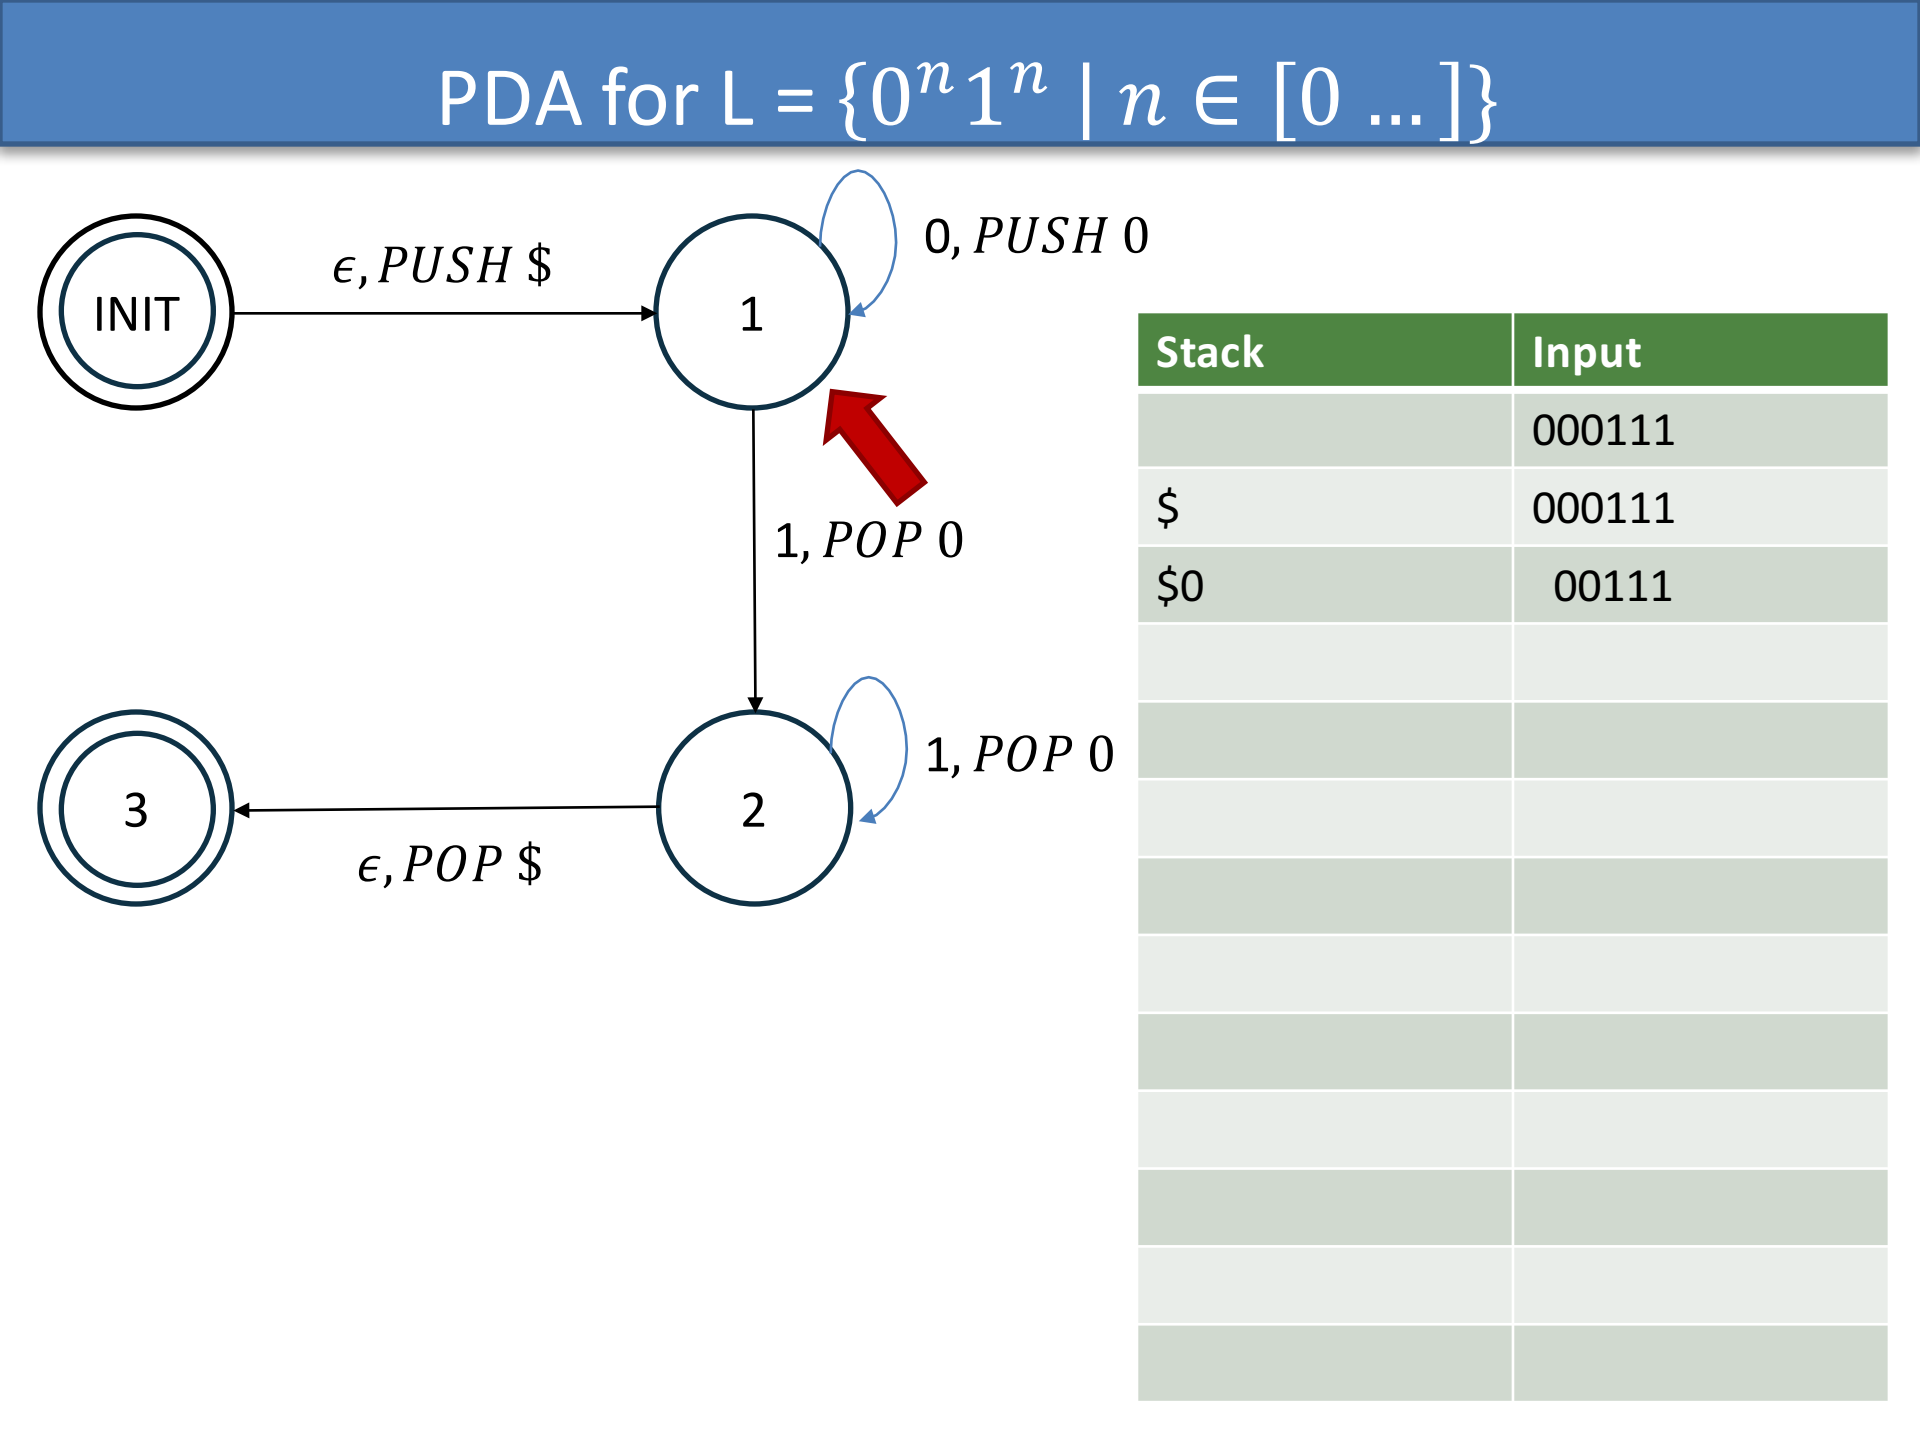 PDA for L = {0ⁿ1ⁿ | n ∈ [0 … ]}
INIT
ϵ, PUSH $
1
0, PUSH 0
1, POP 0
2
1, POP 0
ϵ, POP $
3
Stack Input
000111
$ 000111
$0 00111